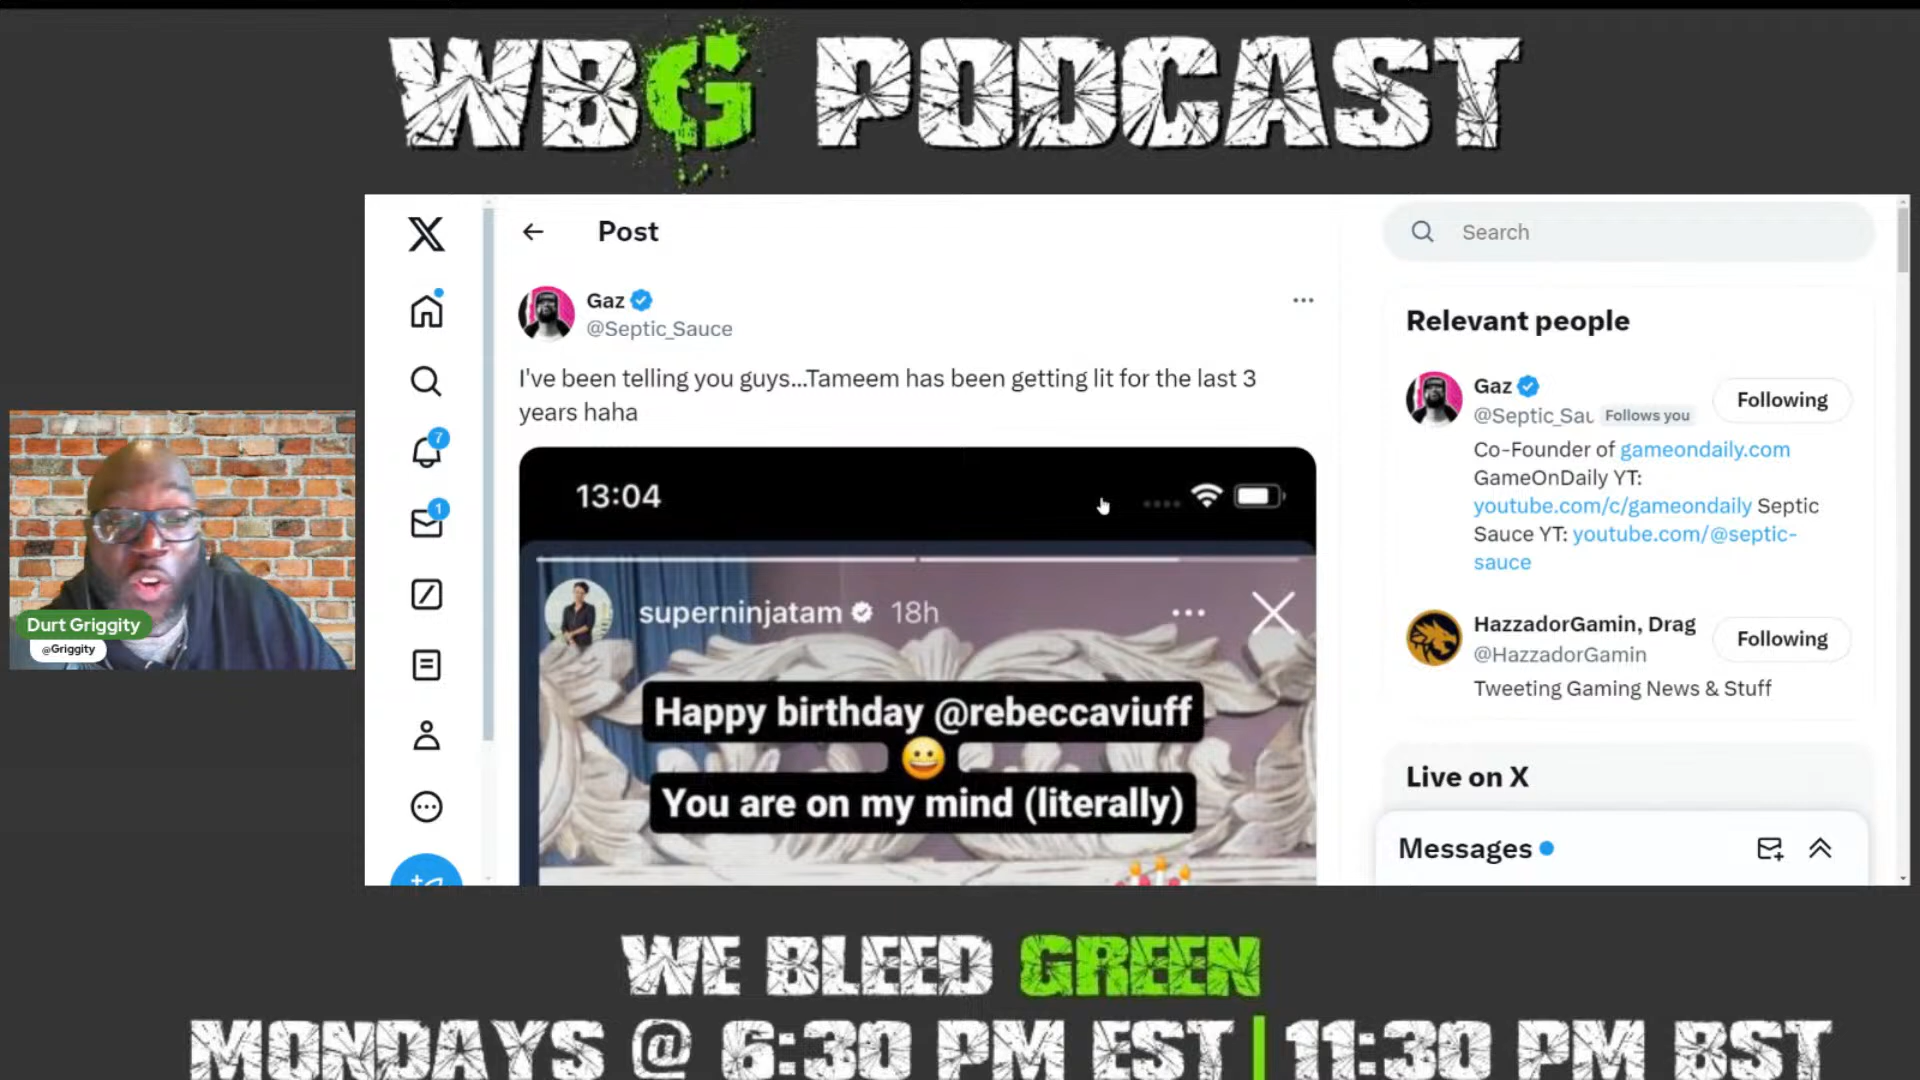 WBG PODCAST
Post
Search
Gaz
@Septic_Sauce
I've been telling you guys...Tameem has been getting lit for the last 3
years haha
13:04
superninjatam 18h
Happy birthday @rebeccaviuff
You are on my mind (literally)
Relevant people
Gaz
@Septic_Sau Follows you
Following
Co-Founder of gameondaily.com
GameOnDaily YT:
youtube.com/c/gameondaily Septic
Sauce YT: youtube.com/@septic-
sauce
HazzadorGamin, Drag
@HazzadorGamin
Following
Tweeting Gaming News & Stuff
Live on X
Messages
7
1
Durt Griggity
@Griggity
WE BLEED GREEN
MONDAYS @ 6:30 PM EST|11:30 PM BST